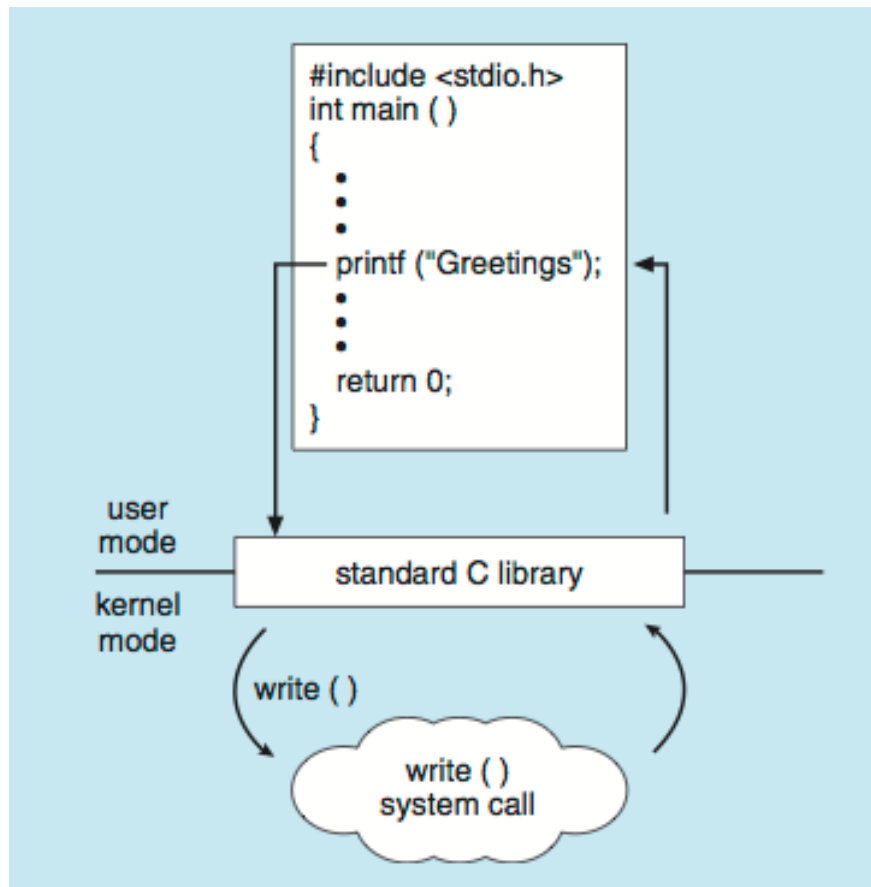 #include <stdio.h>
int main ( )
{
•
•
•
printf ("Greetings");
•
•
•
return 0;
}
user
mode
standard C library
kernel
mode
write ( )
write ( )
system call